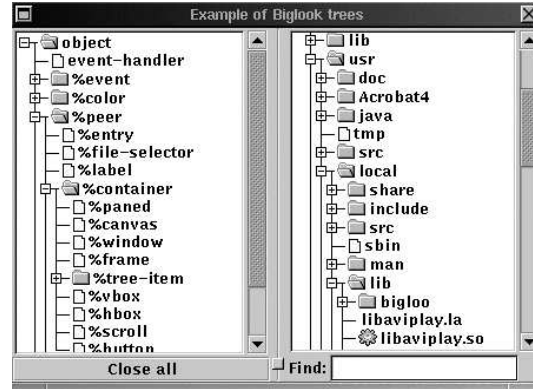 Example of Biglook trees
object
event-handler
%event
%color
%peer
%entry
%file-selector
%label
%container
%paned
%canvas
%window
%frame
%tree-item
%vbox
%hbox
%scroll
%button
Close all
lib
usr
doc
Acrobat4
java
tmp
src
local
share
include
src
sbin
man
lib
bigloo
libaviplay.la
libaviplay.so
Find: